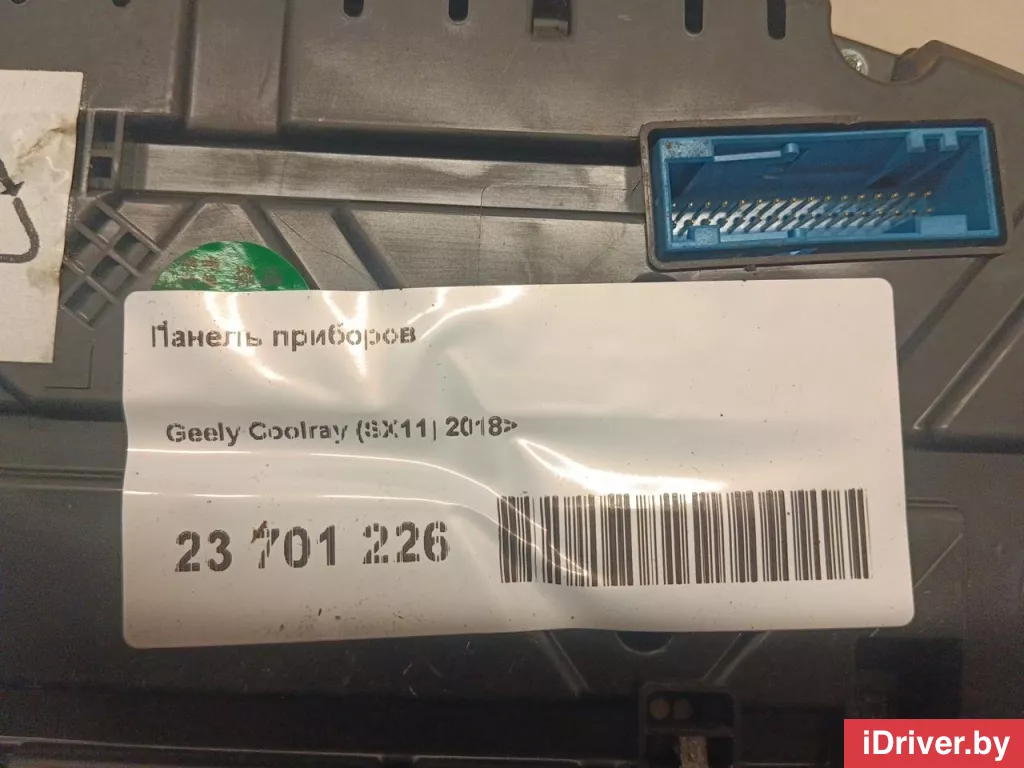 Панель приборов
Geely Coolray (SX11) 2018>
23 701 226
iDriver.by